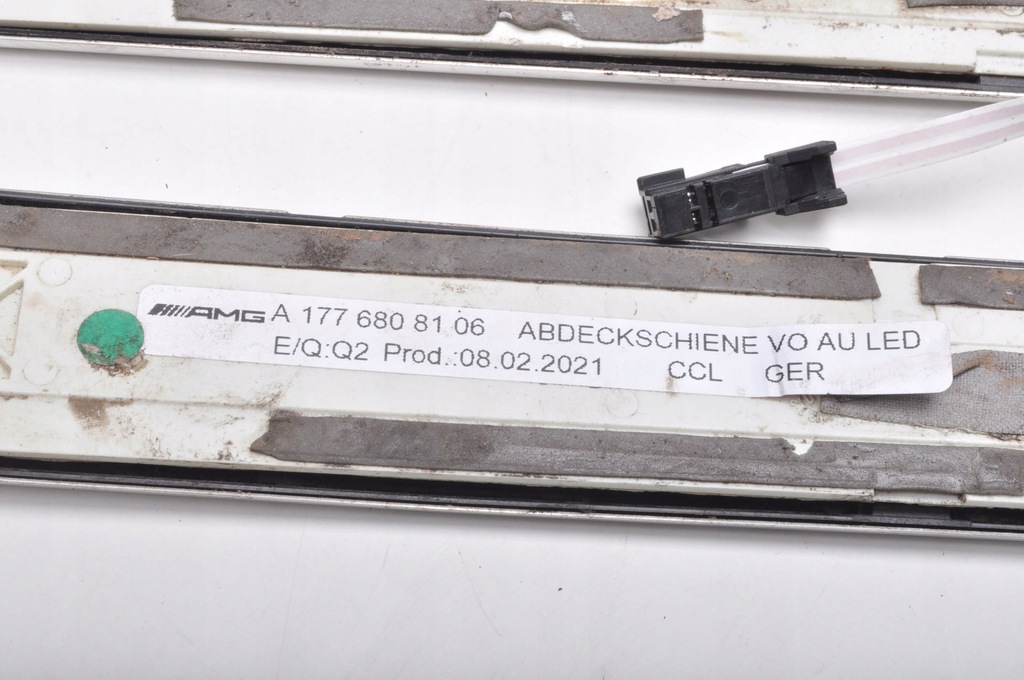 AMG A 177 680 81 06 ABDECKSCHIENE VO AU LED
E/Q:Q2 Prod.:08.02.2021 CCL GER